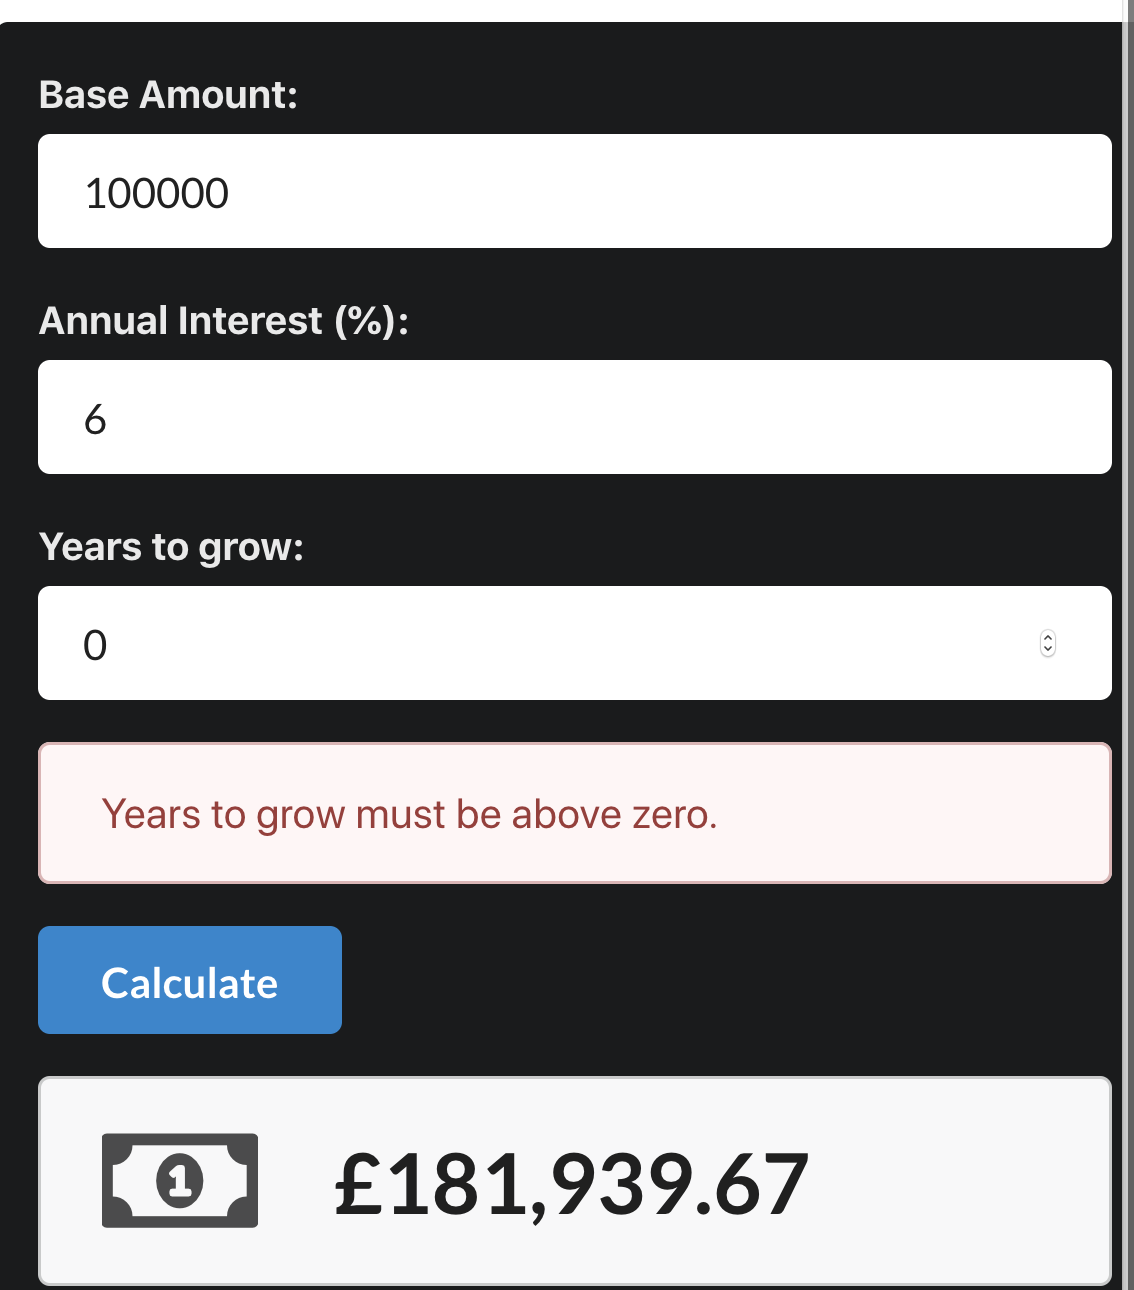 Base Amount:
100000
Annual Interest (%):
6
Years to grow:
0
Years to grow must be above zero.
Calculate
1
£181,939.67